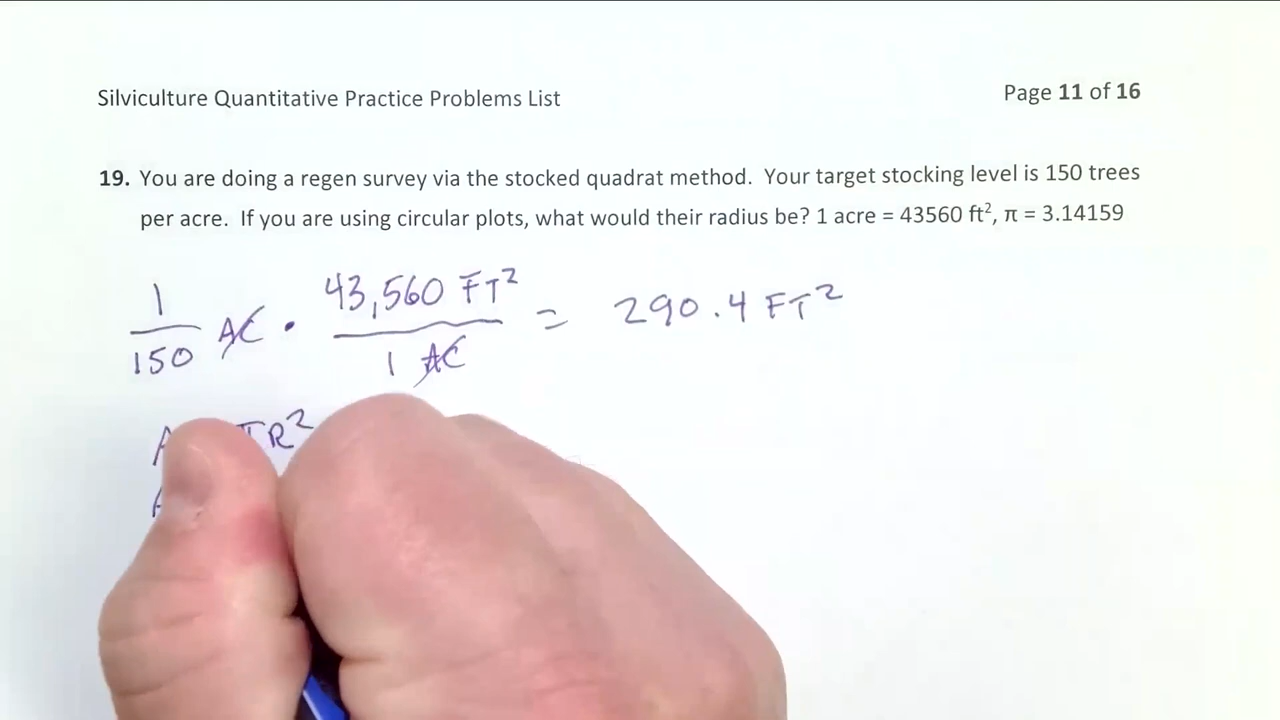 Silviculture Quantitative Practice Problems List
Page 11 of 16
19. You are doing a regen survey via the stocked quadrat method. Your target stocking level is 150 trees
per acre. If you are using circular plots, what would their radius be? 1 acre = 43560 ft², π = 3.14159
1/150 AC · 43,560 FT²/1 AC = 290.4 FT²
R²